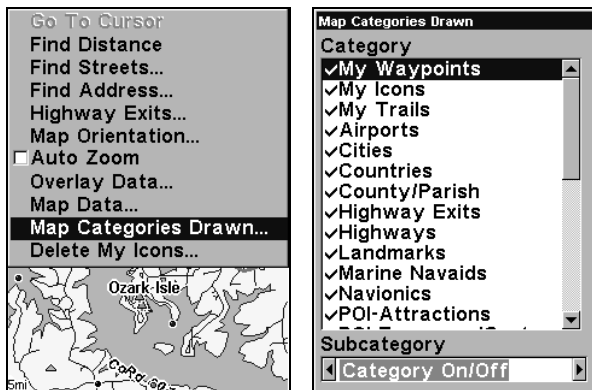 Go To Cursor
Find Distance
Find Streets...
Find Address...
Highway Exits...
Map Orientation...
Auto Zoom
Overlay Data...
Map Data...
Map Categories Drawn...
Delete My Icons...
Ozark Isle
CoRd 60
5mi
Map Categories Drawn
Category
My Waypoints
My Icons
My Trails
Airports
Cities
Countries
County/Parish
Highway Exits
Highways
Landmarks
Marine Navaids
Navionics
POI-Attractions
Subcategory
Category On/Off